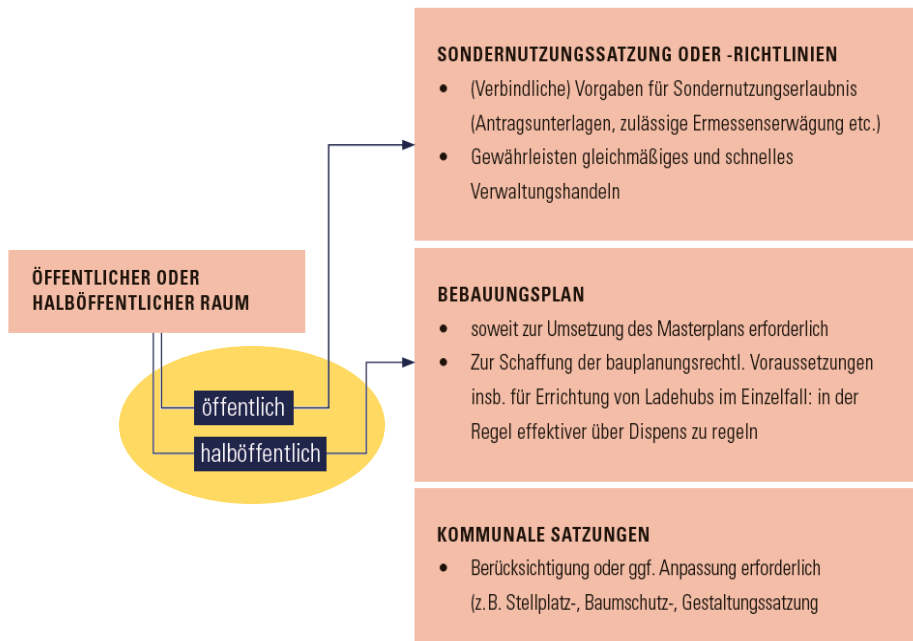 ÖFFENTLICHER ODER
HALBÖFFENTLICHER RAUM
öffentlich
halböffentlich
SONDERNUTZUNGSSATZUNG ODER -RICHTLINIEN
• (Verbindliche) Vorgaben für Sondernutzungserlaubnis
(Antragsunterlagen, zulässige Ermessenserwägung etc.)
• Gewährleisten gleichmäßiges und schnelles
Verwaltungshandeln
BEBAUUNGSPLAN
• soweit zur Umsetzung des Masterplans erforderlich
• Zur Schaffung der bauplanungsrechtl. Voraussetzungen
insb. für Errichtung von Ladehubs im Einzelfall: in der
Regel effektiver über Dispens zu regeln
KOMMUNALE SATZUNGEN
• Berücksichtigung oder ggf. Anpassung erforderlich
(z. B. Stellplatz-, Baumschutz-, Gestaltungssatzung